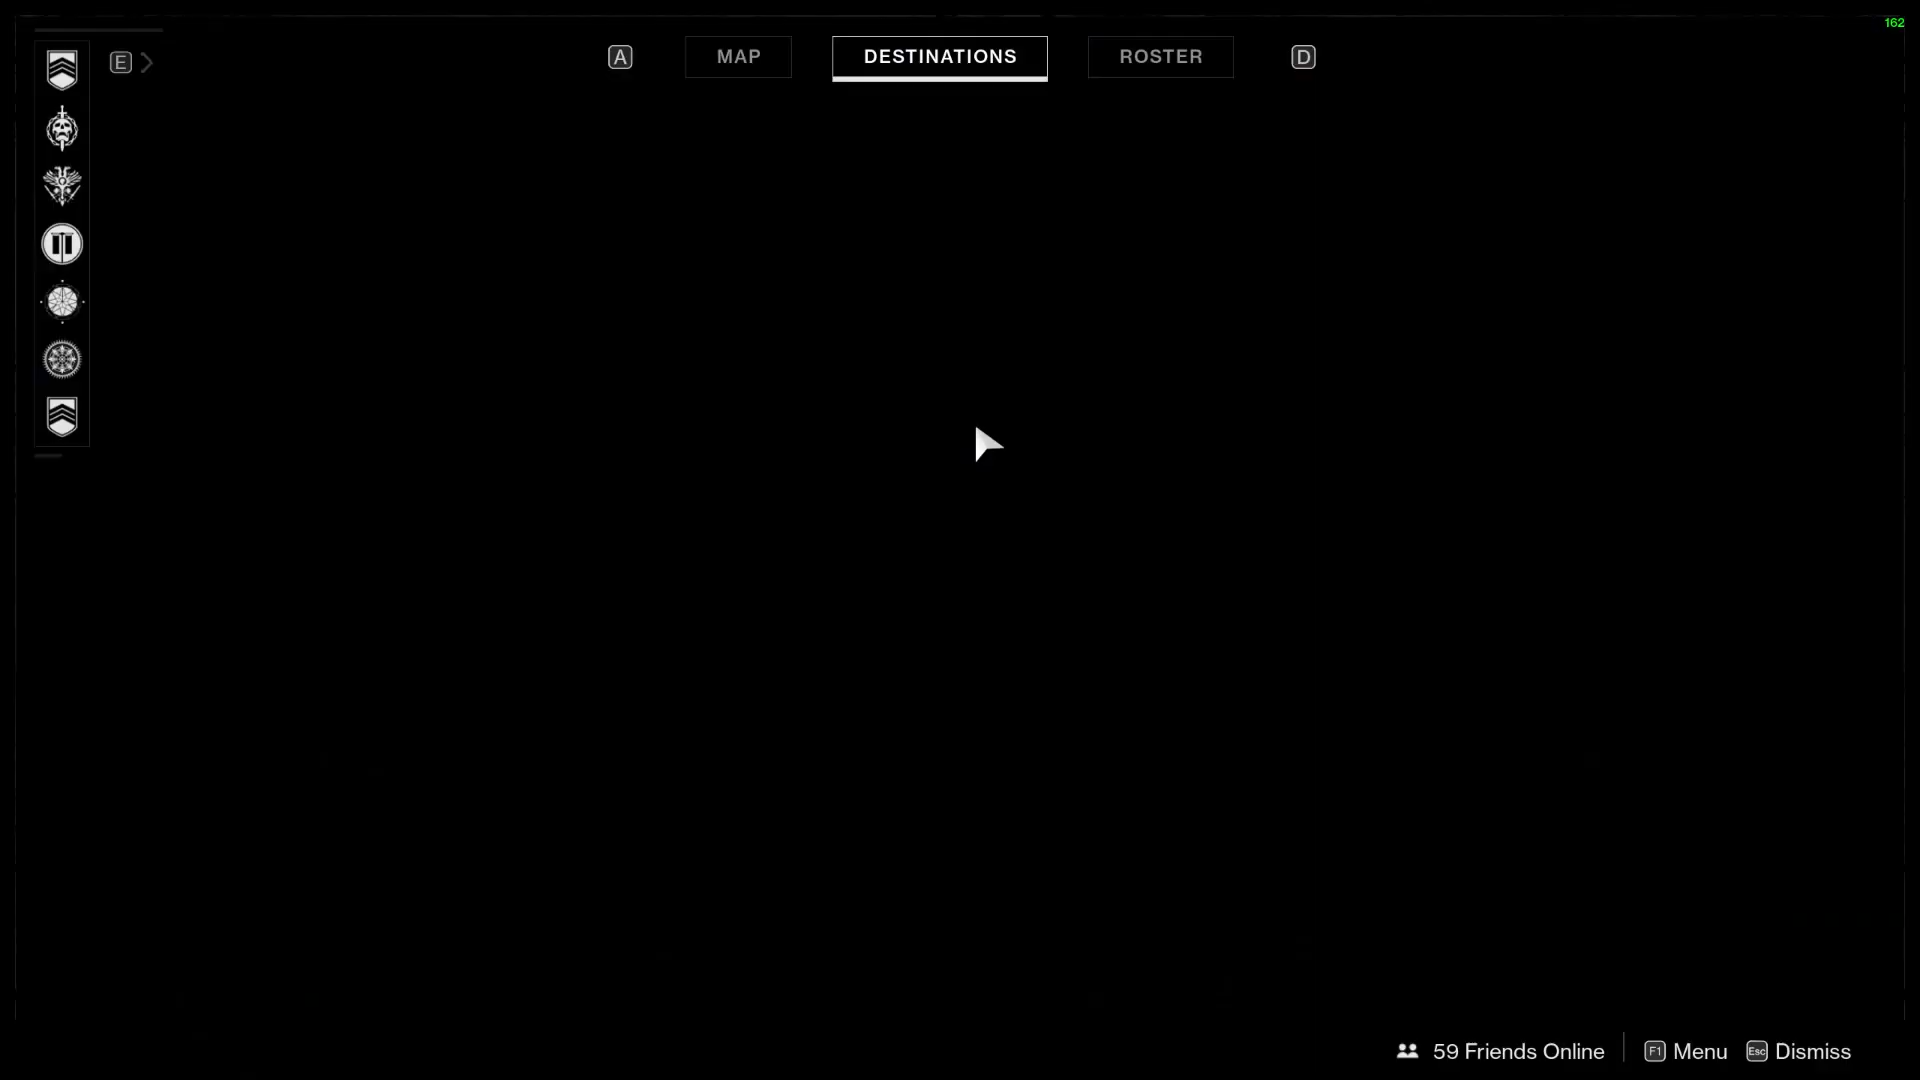 162
E
A MAP DESTINATIONS ROSTER D
59 Friends Online F1 Menu Esc Dismiss